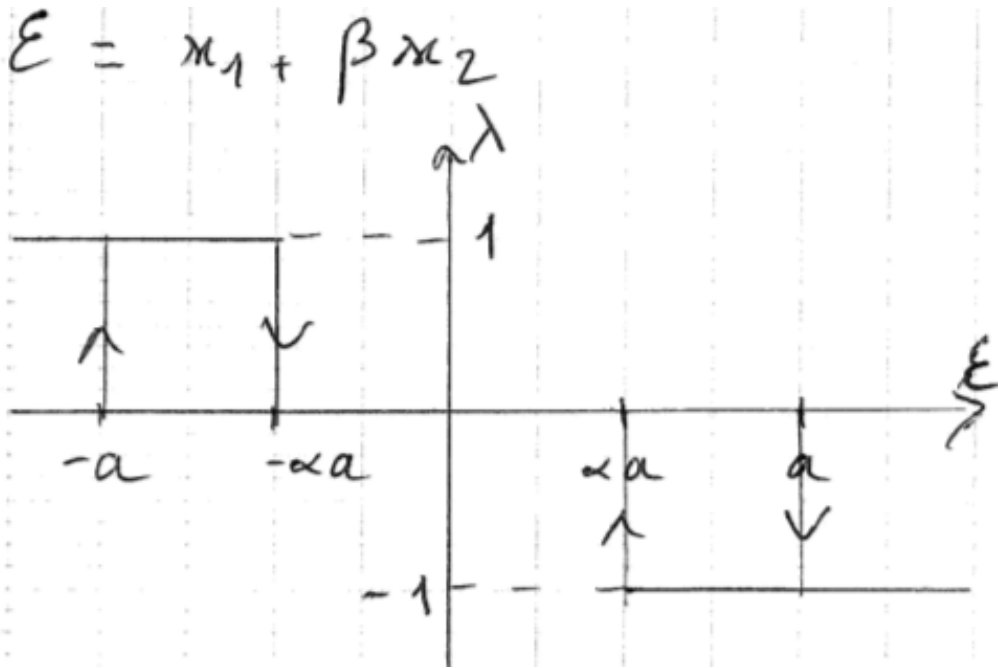 ε = x₁ + βx₂
λ
1
ε
-a -αa αa a
-1